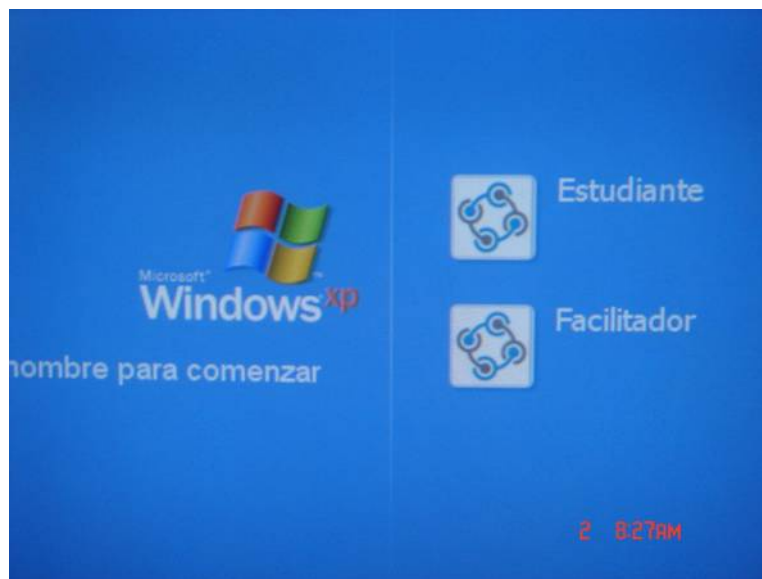 Microsoft
Windows xp
nombre para comenzar
Estudiante
Facilitador
2 8:27AM